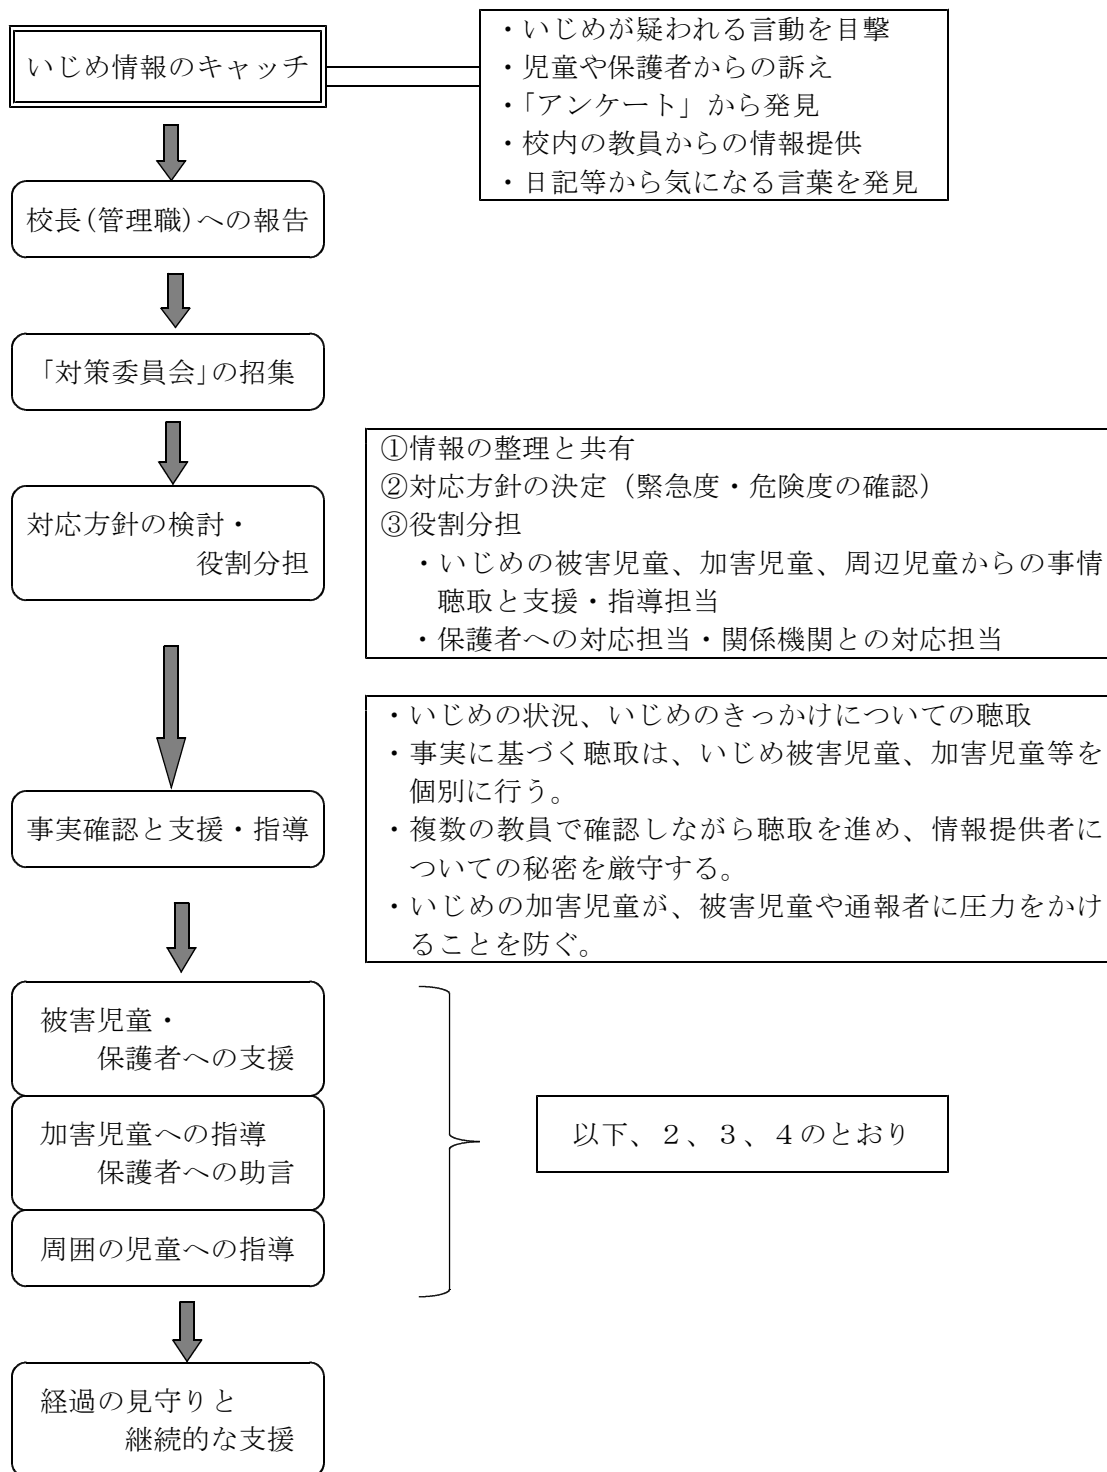 いじめ情報のキャッチ
・いじめが疑われる言動を目撃
・児童や保護者からの訴え
・「アンケート」から発見
・校内の教員からの情報提供
・日記等から気になる言葉を発見
校長(管理職)への報告
「対策委員会」の招集
対応方針の検討・
役割分担
①情報の整理と共有
②対応方針の決定（緊急度・危険度の確認）
③役割分担
・いじめの被害児童、加害児童、周辺児童からの事情
聴取と支援・指導担当
・保護者への対応担当・関係機関との対応担当
事実確認と支援・指導
・いじめの状況、いじめのきっかけについての聴取
・事実に基づく聴取は、いじめ被害児童、加害児童等を
個別に行う。
・複数の教員で確認しながら聴取を進め、情報提供者に
ついての秘密を厳守する。
・いじめの加害児童が、被害児童や通報者に圧力をかけ
ることを防ぐ。
被害児童・
保護者への支援
加害児童への指導
保護者への助言
周囲の児童への指導
以下、２、３、４のとおり
経過の見守りと
継続的な支援